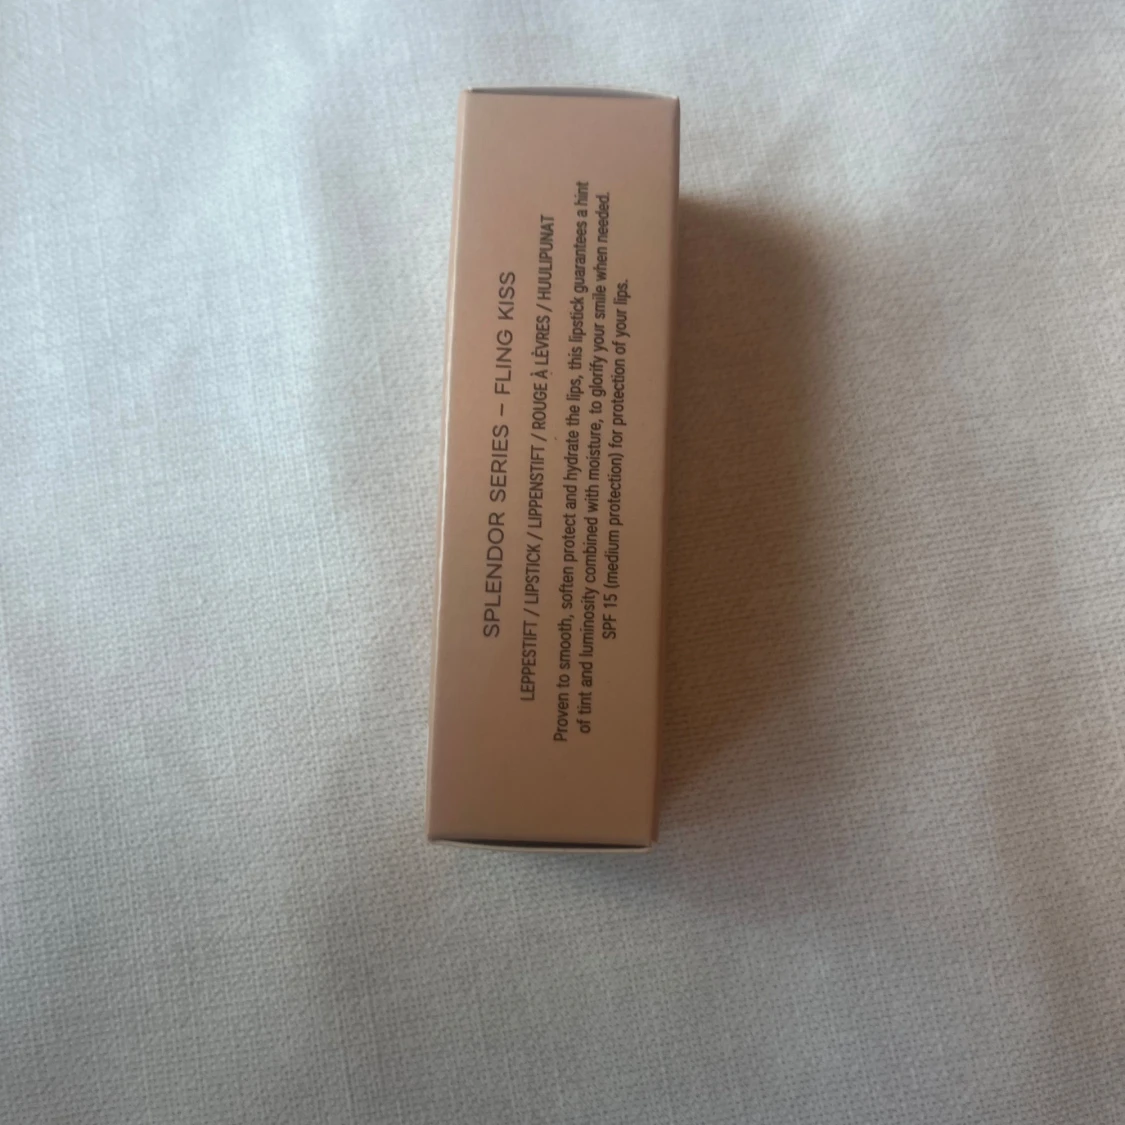 SPLENDOR SERIES – FLING KISS
LEPPESTIFT / LIPSTICK / LIPPENSTIFT / ROUGE À LÈVRES / HUULIPUNAT
Proven to smooth, soften protect and hydrate the lips, this lipstick guarantees a hint
of tint and luminosity combined with moisture, to glorify your smile when needed.
SPF 15 (medium protection) for protection of your lips.